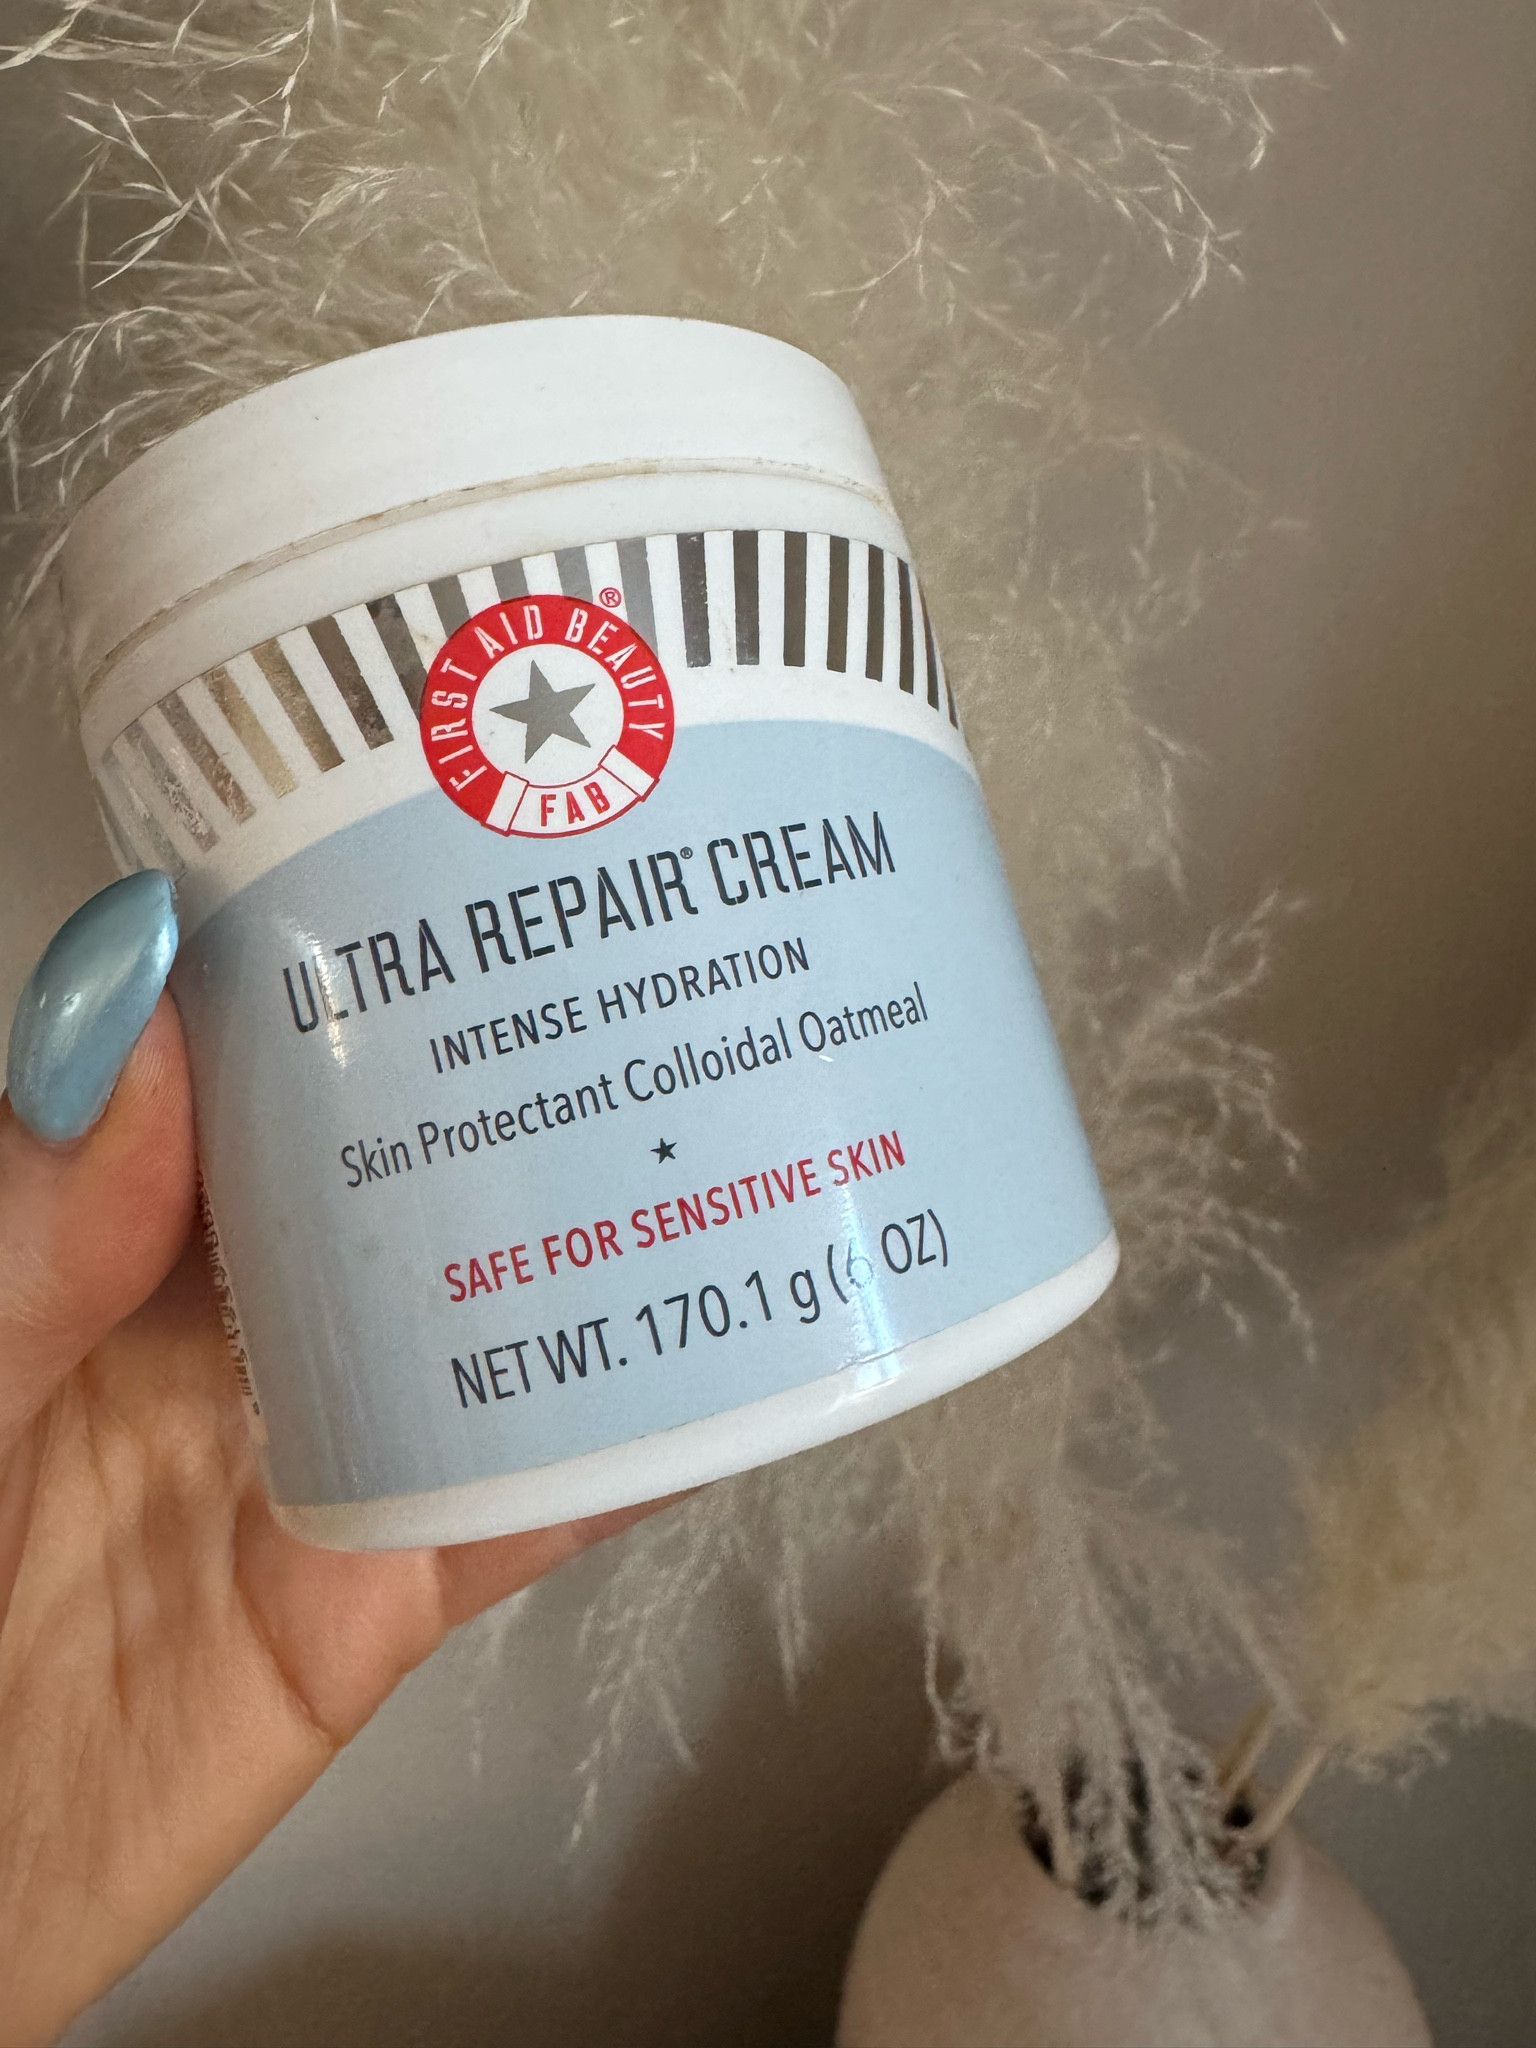 FIRST AID BEAUTY®
FAB
ULTRA REPAIR® CREAM
INTENSE HYDRATION
Skin Protectant Colloidal Oatmeal
SAFE FOR SENSITIVE SKIN
NET WT. 170.1 g (6 OZ)